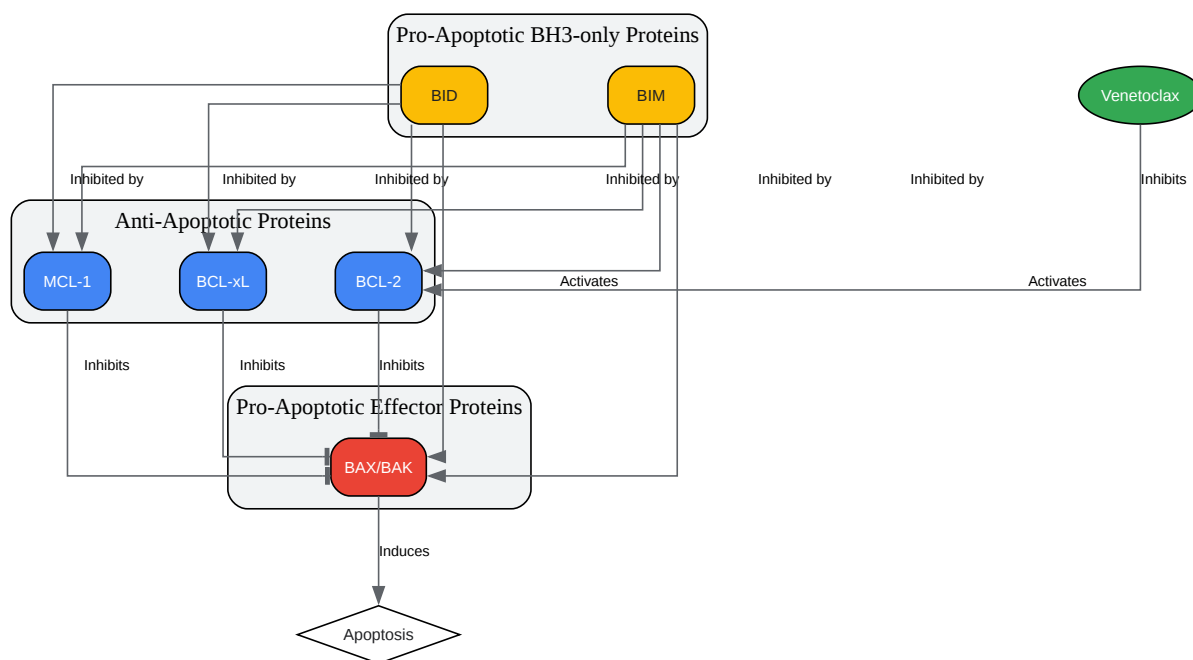 Pro-Apoptotic BH3-only Proteins
BID
BIM
Venetoclax
Inhibited by
Inhibited by
Inhibited by
Inhibited by
Inhibited by
Inhibited by
Inhibits
Anti-Apoptotic Proteins
MCL-1
BCL-xL
BCL-2
Activates
Activates
Inhibits
Inhibits
Inhibits
Pro-Apoptotic Effector Proteins
BAX/BAK
Induces
Apoptosis